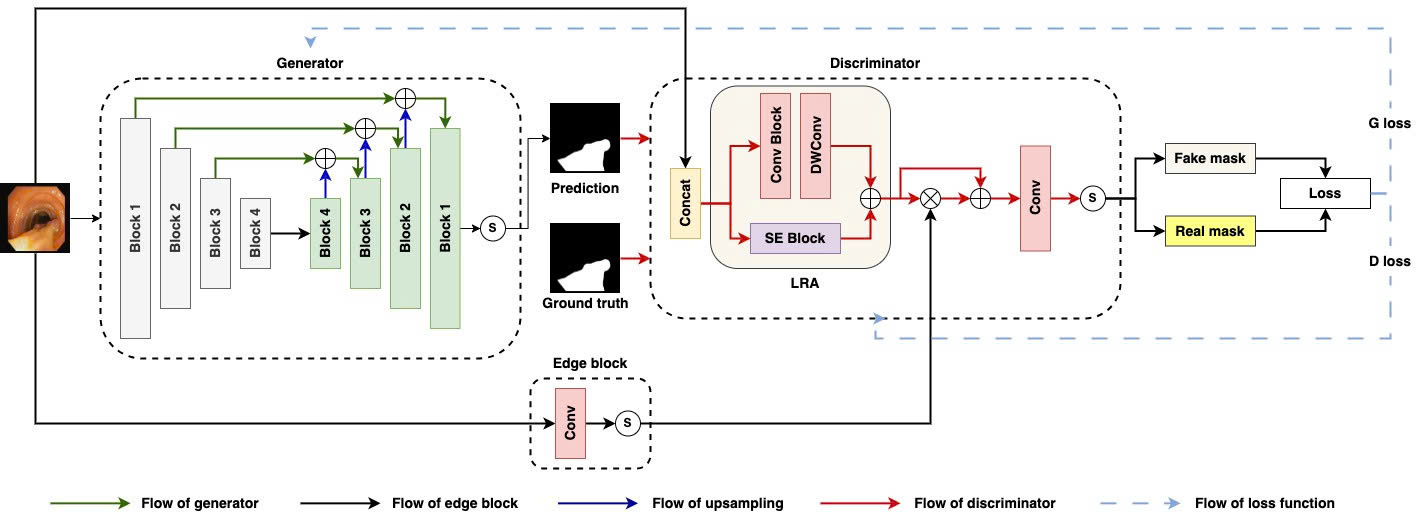 Generator
Discriminator
G loss
D loss
Block 1
Block 2
Block 3
Block 4
Block 4
Block 3
Block 2
Block 1
S
Prediction
Ground truth
Concat
Conv Block
DWConv
SE Block
LRA
Conv
S
Fake mask
Real mask
Loss
Edge block
Conv
S
Flow of generator
Flow of edge block
Flow of upsampling
Flow of discriminator
Flow of loss function